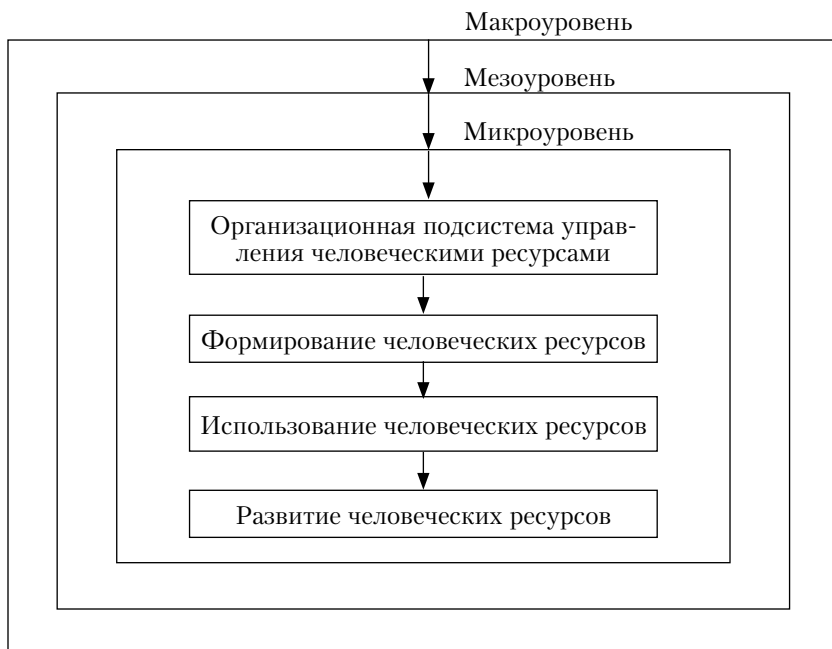 Макроуровень
Мезоуровень
Микроуровень
Организационная подсистема управ-
ления человеческими ресурсами
Формирование человеческих ресурсов
Использование человеческих ресурсов
Развитие человеческих ресурсов